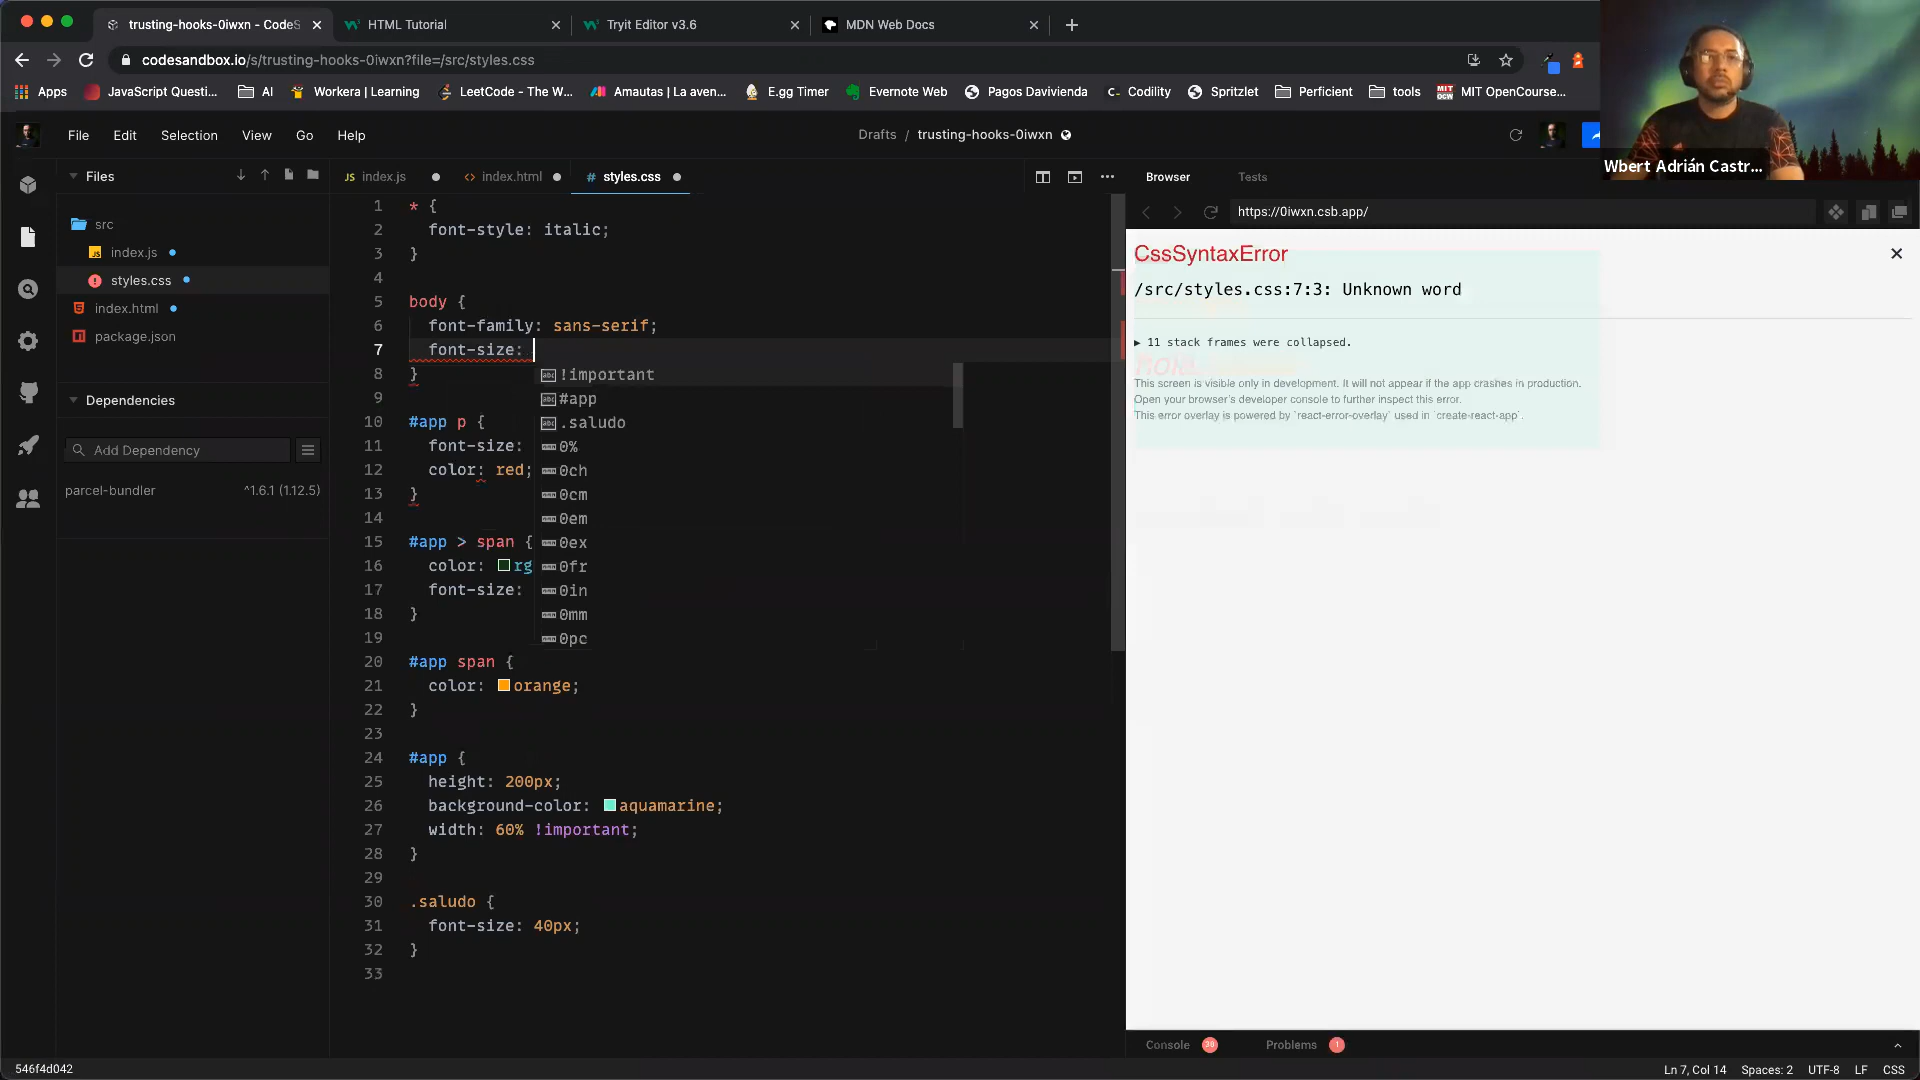 trusting-hooks-0iwxn - CodeS
HTML Tutorial
Tryit Editor v3.6
MDN Web Docs
codesandbox.io/s/trusting-hooks-0iwxn?file=/src/styles.css
Apps
JavaScript Questi...
AI
Workera | Learning
LeetCode - The W...
Amautas | La aven...
E.gg Timer
Evernote Web
Pagos Davivienda
Codility
Spritzlet
Perficient
tools
MIT OpenCourse...
File Edit Selection View Go Help
Drafts / trusting-hooks-0iwxn
Wbert Adrián Castr...
Files
index.js
index.html
styles.css
Browser
Tests
https://0iwxn.csb.app/
src
index.js
styles.css
index.html
package.json
Dependencies
Add Dependency
parcel-bundler ^1.6.1 (1.12.5)
1 * {
2 font-style: italic;
3 }
4
5 body {
6 font-family: sans-serif;
7 font-size:
8 }
9
10 #app p {
11 font-size:
12 color: red;
13 }
14
15 #app > span {
16 color: rg
17 font-size:
18 }
19
20 #app span {
21 color: orange;
22 }
23
24 #app {
25 height: 200px;
26 background-color: aquamarine;
27 width: 60% !important;
28 }
29
30 .saludo {
31 font-size: 40px;
32 }
33
!important
#app
.saludo
0%
0ch
0cm
0em
0ex
0fr
0in
0mm
0pc
CssSyntaxError
/src/styles.css:7:3: Unknown word
▶ 11 stack frames were collapsed.
This screen is visible only in development. It will not appear if the app crashes in production.
Open your browser's developer console to further inspect this error.
This error overlay is powered by `react-error-overlay` used in `create-react-app`.
Console
Problems 1
546f4d042
Ln 7, Col 14 Spaces: 2 UTF-8 LF CSS